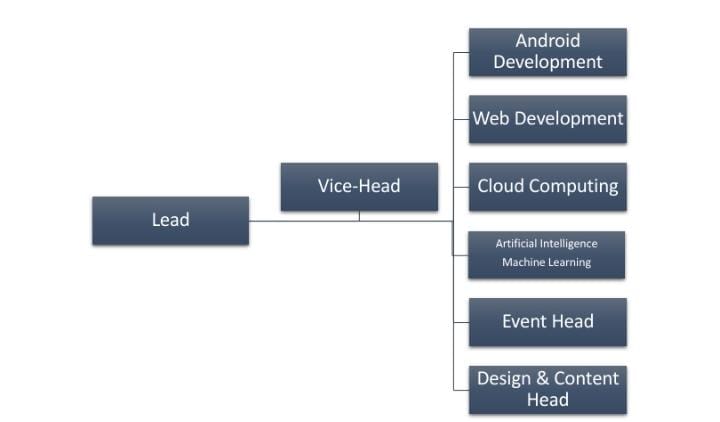 Lead
Vice-Head
Android
Development
Web Development
Cloud Computing
Artificial Intelligence
Machine Learning
Event Head
Design & Content
Head